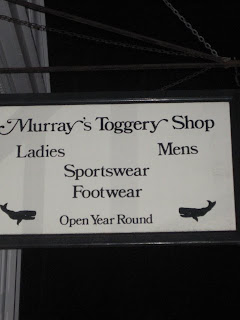 Murray's Toggery Shop
Ladies Mens
Sportswear
Footwear
Open Year Round